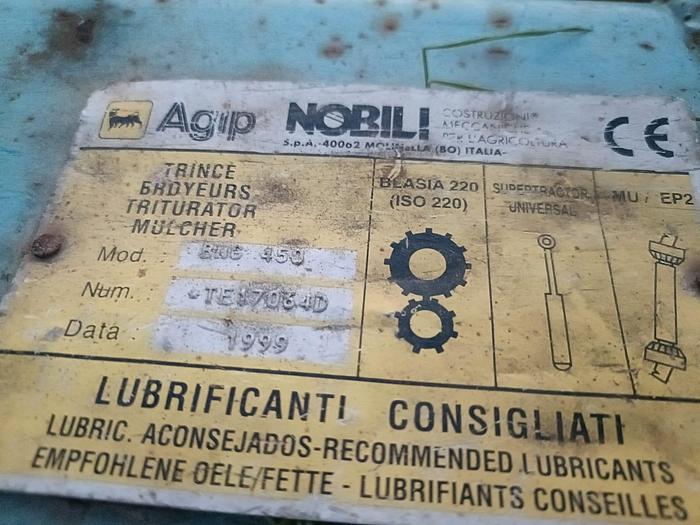 Agip
NOBILI
COSTRUZIONI
MECCANICHE
PER L'AGRICOLTURA
CE
S.p.A. -40062 MOLINELLA (BO) ITALIA-
TRINCE
BROYEURS
TRITURATOR
MULCHER
BLASIA 220
(ISO 220)
SUPERTRACTOR
UNIVERSAL
MU / EP2
Mod. 450
Num.
Data 1999
LUBRIFICANTI CONSIGLIATI
LUBRIC. ACONSEJADOS-RECOMMENDED LUBRICANTS
EMPFOHLENE OELE/FETTE - LUBRIFIANTS CONSEILLES